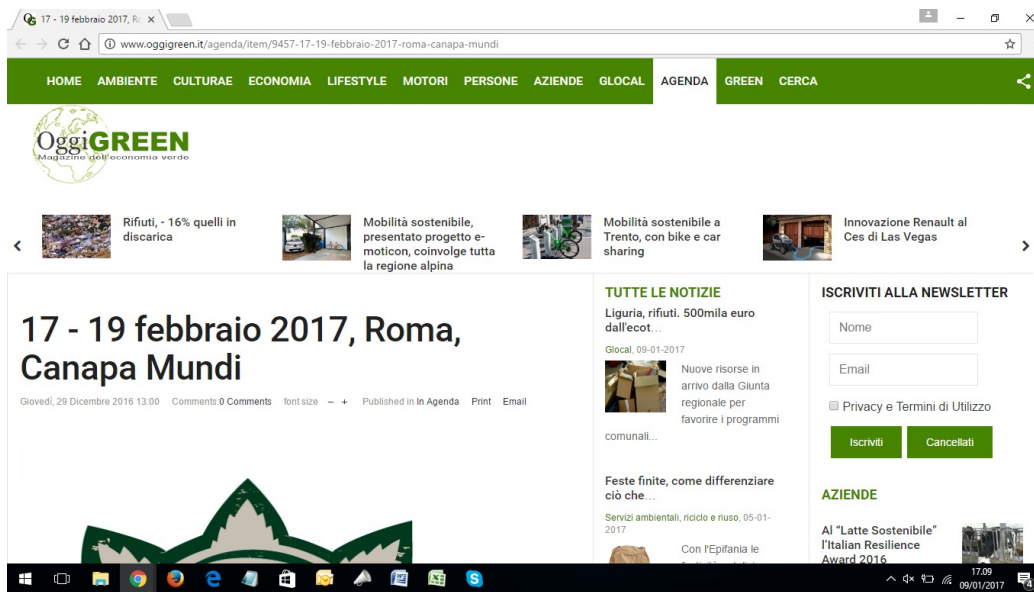 17 - 19 febbraio 2017, Ro
www.oggigreen.it/agenda/item/9457-17-19-febbraio-2017-roma-canapa-mundi
HOME AMBIENTE CULTURAE ECONOMIA LIFESTYLE MOTORI PERSONE AZIENDE GLOCAL AGENDA GREEN CERCA
OggiGREEN
Magazine dell'economia verde
Rifiuti, - 16% quelli in
discarica
Mobilità sostenibile,
presentato progetto e-
moticon, coinvolge tutta
la regione alpina
Mobilità sostenibile a
Trento, con bike e car
sharing
Innovazione Renault al
Ces di Las Vegas
17 - 19 febbraio 2017, Roma,
Canapa Mundi
Giovedì, 29 Dicembre 2016 13:00 Comments:0 Comments font size – + Published in In Agenda Print Email
TUTTE LE NOTIZIE
Liguria, rifiuti. 500mila euro
dall'ecot…
Glocal, 09-01-2017
Nuove risorse in
arrivo dalla Giunta
regionale per
favorire i programmi
comunali...
Feste finite, come differenziare
ciò che…
Servizi ambientali, riciclo e riuso, 05-01-
2017
Con l'Epifania le
ISCRIVITI ALLA NEWSLETTER
Nome
Email
Privacy e Termini di Utilizzo
Iscriviti Cancellati
AZIENDE
Al “Latte Sostenibile”
l'Italian Resilience
Award 2016
17.09
09/01/2017
4